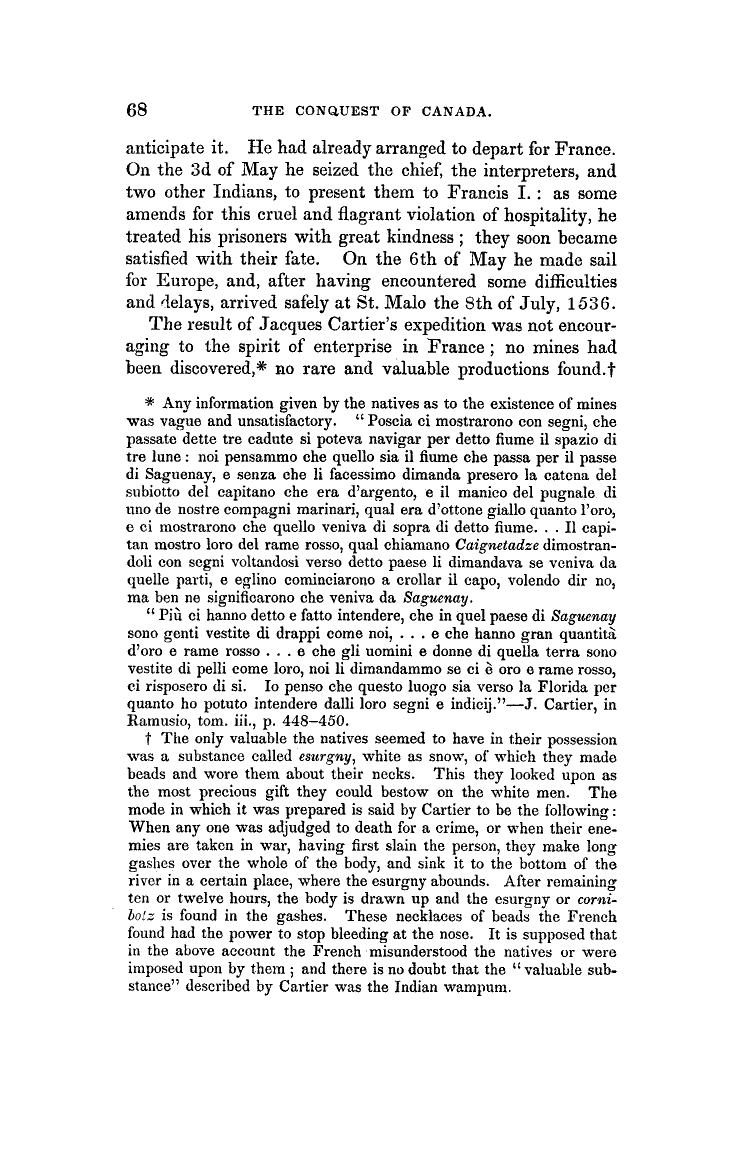 68 THE CONQUEST OF CANADA.
anticipate it. He had already arranged to depart for France.
On the 3d of May he seized the chief, the interpreters, and
two other Indians, to present them to Francis I. : as some
amends for this cruel and flagrant violation of hospitality, he
treated his prisoners with great kindness ; they soon became
satisfied with their fate. On the 6th of May he made sail
for Europe, and, after having encountered some difficulties
and delays, arrived safely at St. Malo the 8th of July, 1536.
The result of Jacques Cartier's expedition was not encour-
aging to the spirit of enterprise in France ; no mines had
been discovered,* no rare and valuable productions found.†
* Any information given by the natives as to the existence of mines
was vague and unsatisfactory. "Poscia ci mostrarono con segni, che
passate dette tre cadute si poteva navigar per detto fiume il spazio di
tre lune : noi pensammo che quello sia il fiume che passa per il passe
di Saguenay, e senza che li facessimo dimanda presero la catena del
subiotto del capitano che era d'argento, e il manico del pugnale di
uno de nostre compagni marinari, qual era d'ottone giallo quanto l'oro,
e ci mostrarono che quello veniva di sopra di detto fiume. . . Il capi-
tan mostro loro del rame rosso, qual chiamano Caignetadze dimostran-
doli con segni voltandosi verso detto paese li dimandava se veniva da
quelle parti, e eglino cominciarono a crollar il capo, volendo dir no,
ma ben ne significarono che veniva da Saguenay.
"Più ci hanno detto e fatto intendere, che in quel paese di Saguenay
sono genti vestite di drappi come noi, . . . e che hanno gran quantità
d'oro e rame rosso . . . e che gli uomini e donne di quella terra sono
vestite di pelli come loro, noi li dimandammo se ci è oro e rame rosso,
ci risposero di si. Io penso che questo luogo sia verso la Florida per
quanto ho potuto intendere dalli loro segni e indicij."—J. Cartier, in
Ramusio, tom. iii., p. 448-450.
† The only valuable the natives seemed to have in their possession
was a substance called esurgny, white as snow, of which they made
beads and wore them about their necks. This they looked upon as
the most precious gift they could bestow on the white men. The
mode in which it was prepared is said by Cartier to be the following :
When any one was adjudged to death for a crime, or when their ene-
mies are taken in war, having first slain the person, they make long
gashes over the whole of the body, and sink it to the bottom of the
river in a certain place, where the esurgny abounds. After remaining
ten or twelve hours, the body is drawn up and the esurgny or corni-
botz is found in the gashes. These necklaces of beads the French
found had the power to stop bleeding at the nose. It is supposed that
in the above account the French misunderstood the natives or were
imposed upon by them ; and there is no doubt that the "valuable sub-
stance" described by Cartier was the Indian wampum.